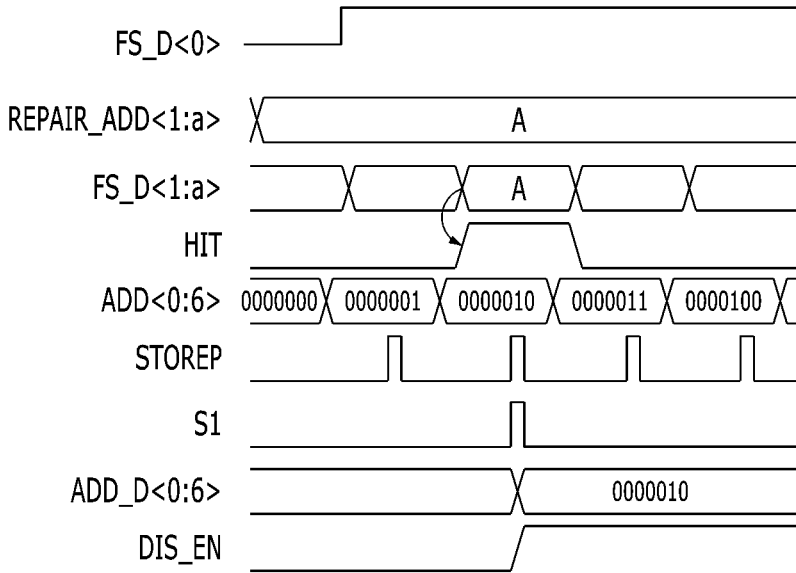 FS_D<0>
REPAIR_ADD<1:a> A
FS_D<1:a> A
HIT
ADD<0:6> 0000000 0000001 0000010 0000011 0000100
STOREP
S1
ADD_D<0:6> 0000010
DIS_EN